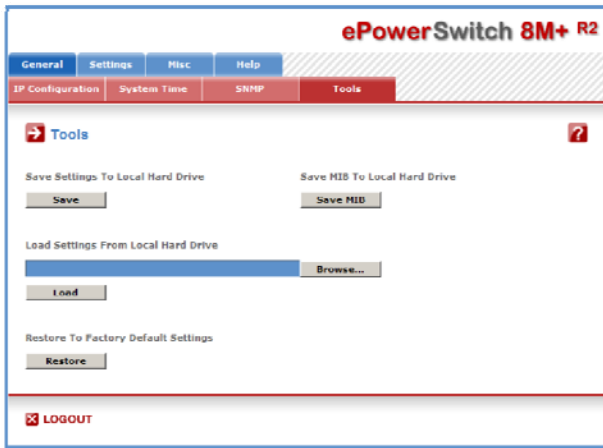 ePowerSwitch 8M+ R2
General Settings Misc Help
IP Configuration System Time SNMP Tools
Tools
?
Save Settings To Local Hard Drive Save MIB To Local Hard Drive
Save Save MIB
Load Settings From Local Hard Drive
Browse...
Load
Restore To Factory Default Settings
Restore
LOGOUT